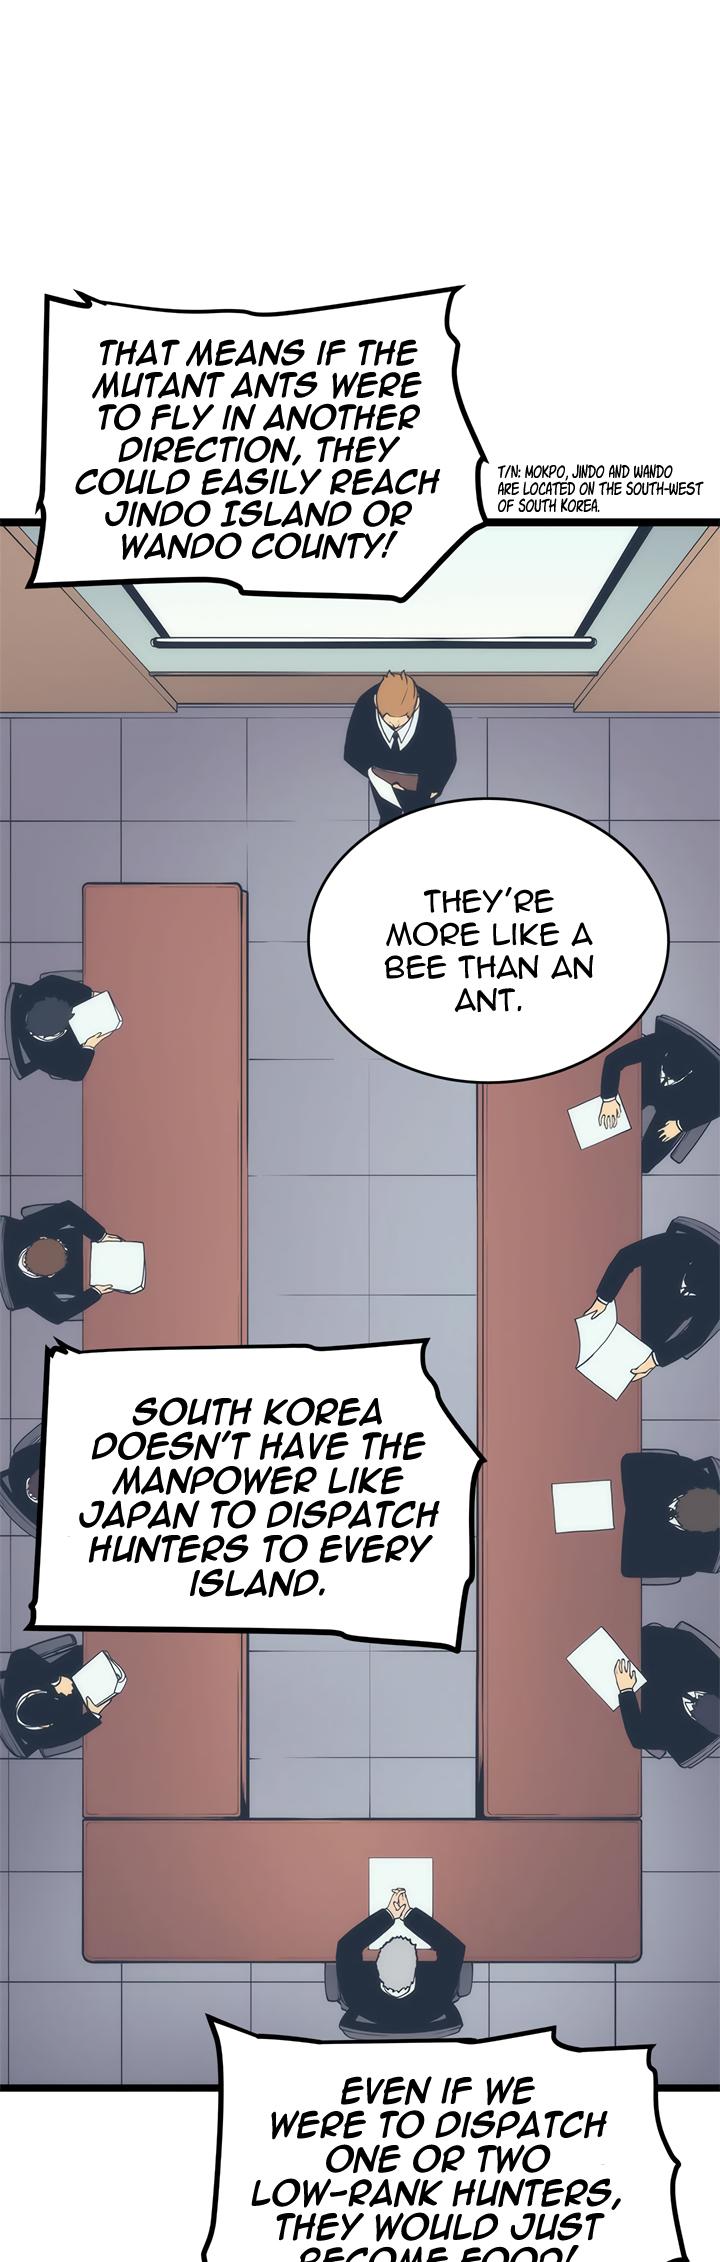 THAT MEANS IF THE
MUTANT ANTS WERE
TO FLY IN ANOTHER
DIRECTION, THEY
COULD EASILY REACH
JINDO ISLAND OR
WANDO COUNTY!
T/N: MOKPO, JINDO AND WANDO
ARE LOCATED ON THE SOUTH-WEST
OF SOUTH KOREA.
THEY'RE
MORE LIKE A
BEE THAN AN
ANT.
SOUTH KOREA
DOESN'T HAVE THE
MANPOWER LIKE
JAPAN TO DISPATCH
HUNTERS TO EVERY
ISLAND.
EVEN IF WE
WERE TO DISPATCH
ONE OR TWO
LOW-RANK HUNTERS,
THEY WOULD JUST
BECOME FOOD!